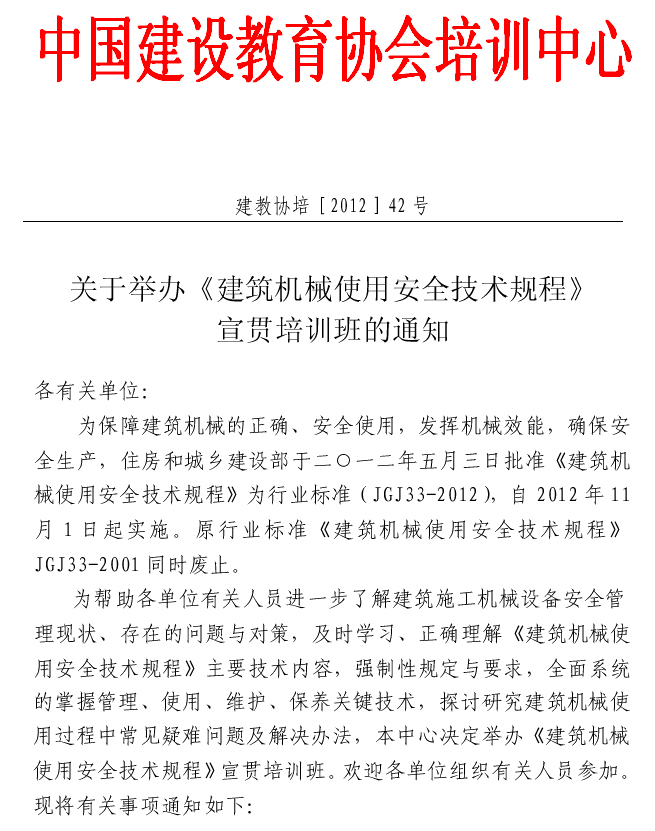 中国建设教育协会培训中心
建教协培［2012］42 号
关于举办《建筑机械使用安全技术规程》
宣贯培训班的通知
各有关单位：
为保障建筑机械的正确、安全使用，发挥机械效能，确保安
全生产，住房和城乡建设部于二〇一二年五月三日批准《建筑机
械使用安全技术规程》为行业标准（JGJ33-2012），自 2012 年 11
月 1 日起实施。原行业标准《建筑机械使用安全技术规程》
JGJ33-2001 同时废止。
为帮助各单位有关人员进一步了解建筑施工机械设备安全管
理现状、存在的问题与对策，及时学习、正确理解《建筑机械使
用安全技术规程》主要技术内容，强制性规定与要求，全面系统
的掌握管理、使用、维护、保养关键技术，探讨研究建筑机械使
用过程中常见疑难问题及解决办法，本中心决定举办《建筑机械
使用安全技术规程》宣贯培训班。欢迎各单位组织有关人员参加。
现将有关事项通知如下：